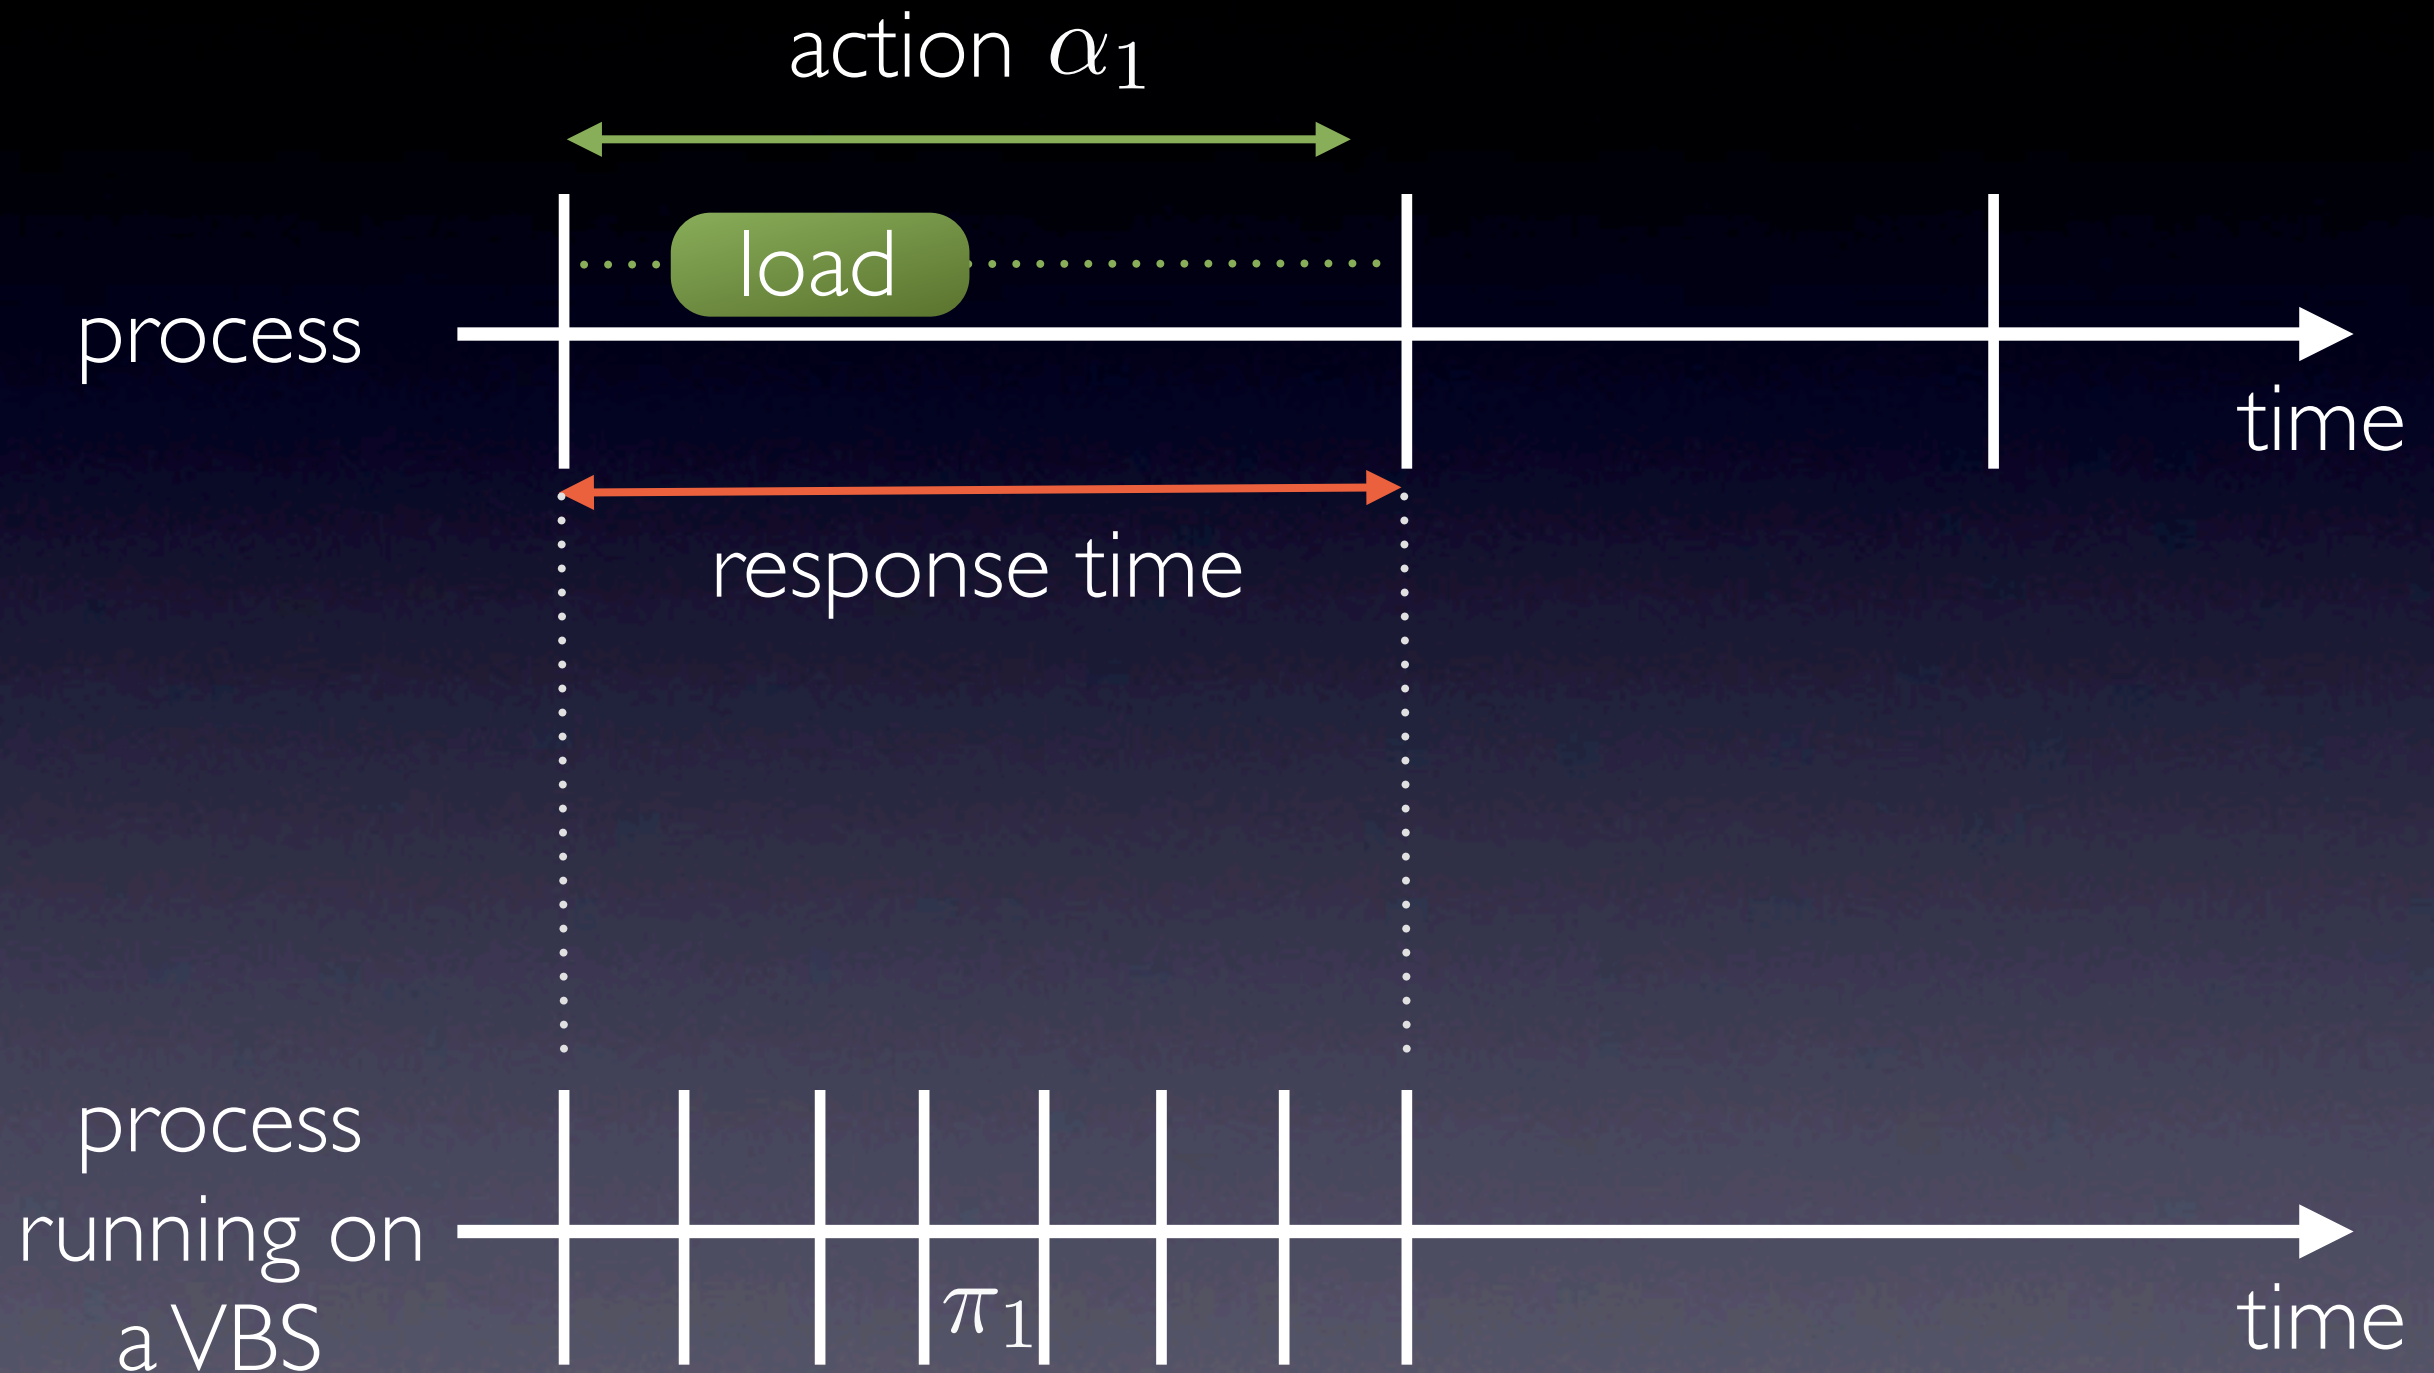 action α₁
load
process
time
response time
process
running on
a VBS
π₁
time